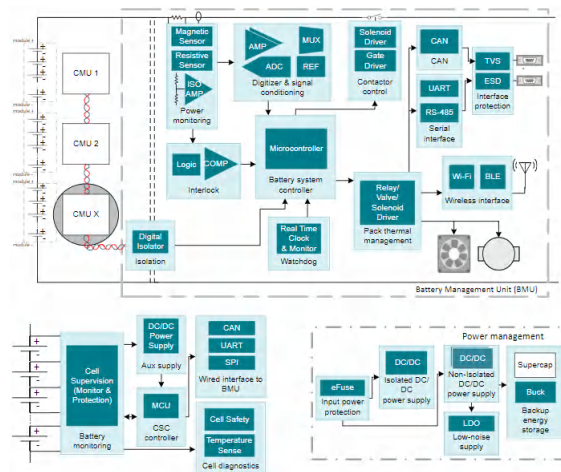 Magnetic
Sensor
Resistive
Sensor
ISO
AMP
Power
monitoring
AMP
MUX
ADC
REF
Digitizer & signal
conditioning
Solenoid
Driver
Gate
Driver
Contactor
control
CAN
CAN
UART
RS-485
Serial
interface
TVS
ESD
Interface
protection
CMU 1
CMU 2
CMU X
Logic
COMP
Interlock
Microcontroller
Battery system
controller
Relay/
Valve/
Solenoid
Driver
Pack thermal
management
Wi-Fi
BLE
Wireless interface
Digital
Isolator
Isolation
Real Time
Clock
& Monitor
Watchdog
Battery Management Unit (BMU)
Cell
Supervision
(Monitor &
Protection)
Battery
monitoring
DC/DC
Power
Supply
Aux supply
MCU
CSC
controller
CAN
UART
SPI
Wired interface to
BMU
Cell Safety
Temperature
Sense
Cell diagnostics
Power management
eFuse
Input power
protection
DC/DC
Isolated DC/
DC power
supply
DC/DC
Non-Isolated
DC/DC power
supply
LDO
Low-noise
supply
Supercap
Buck
Backup
energy
storage